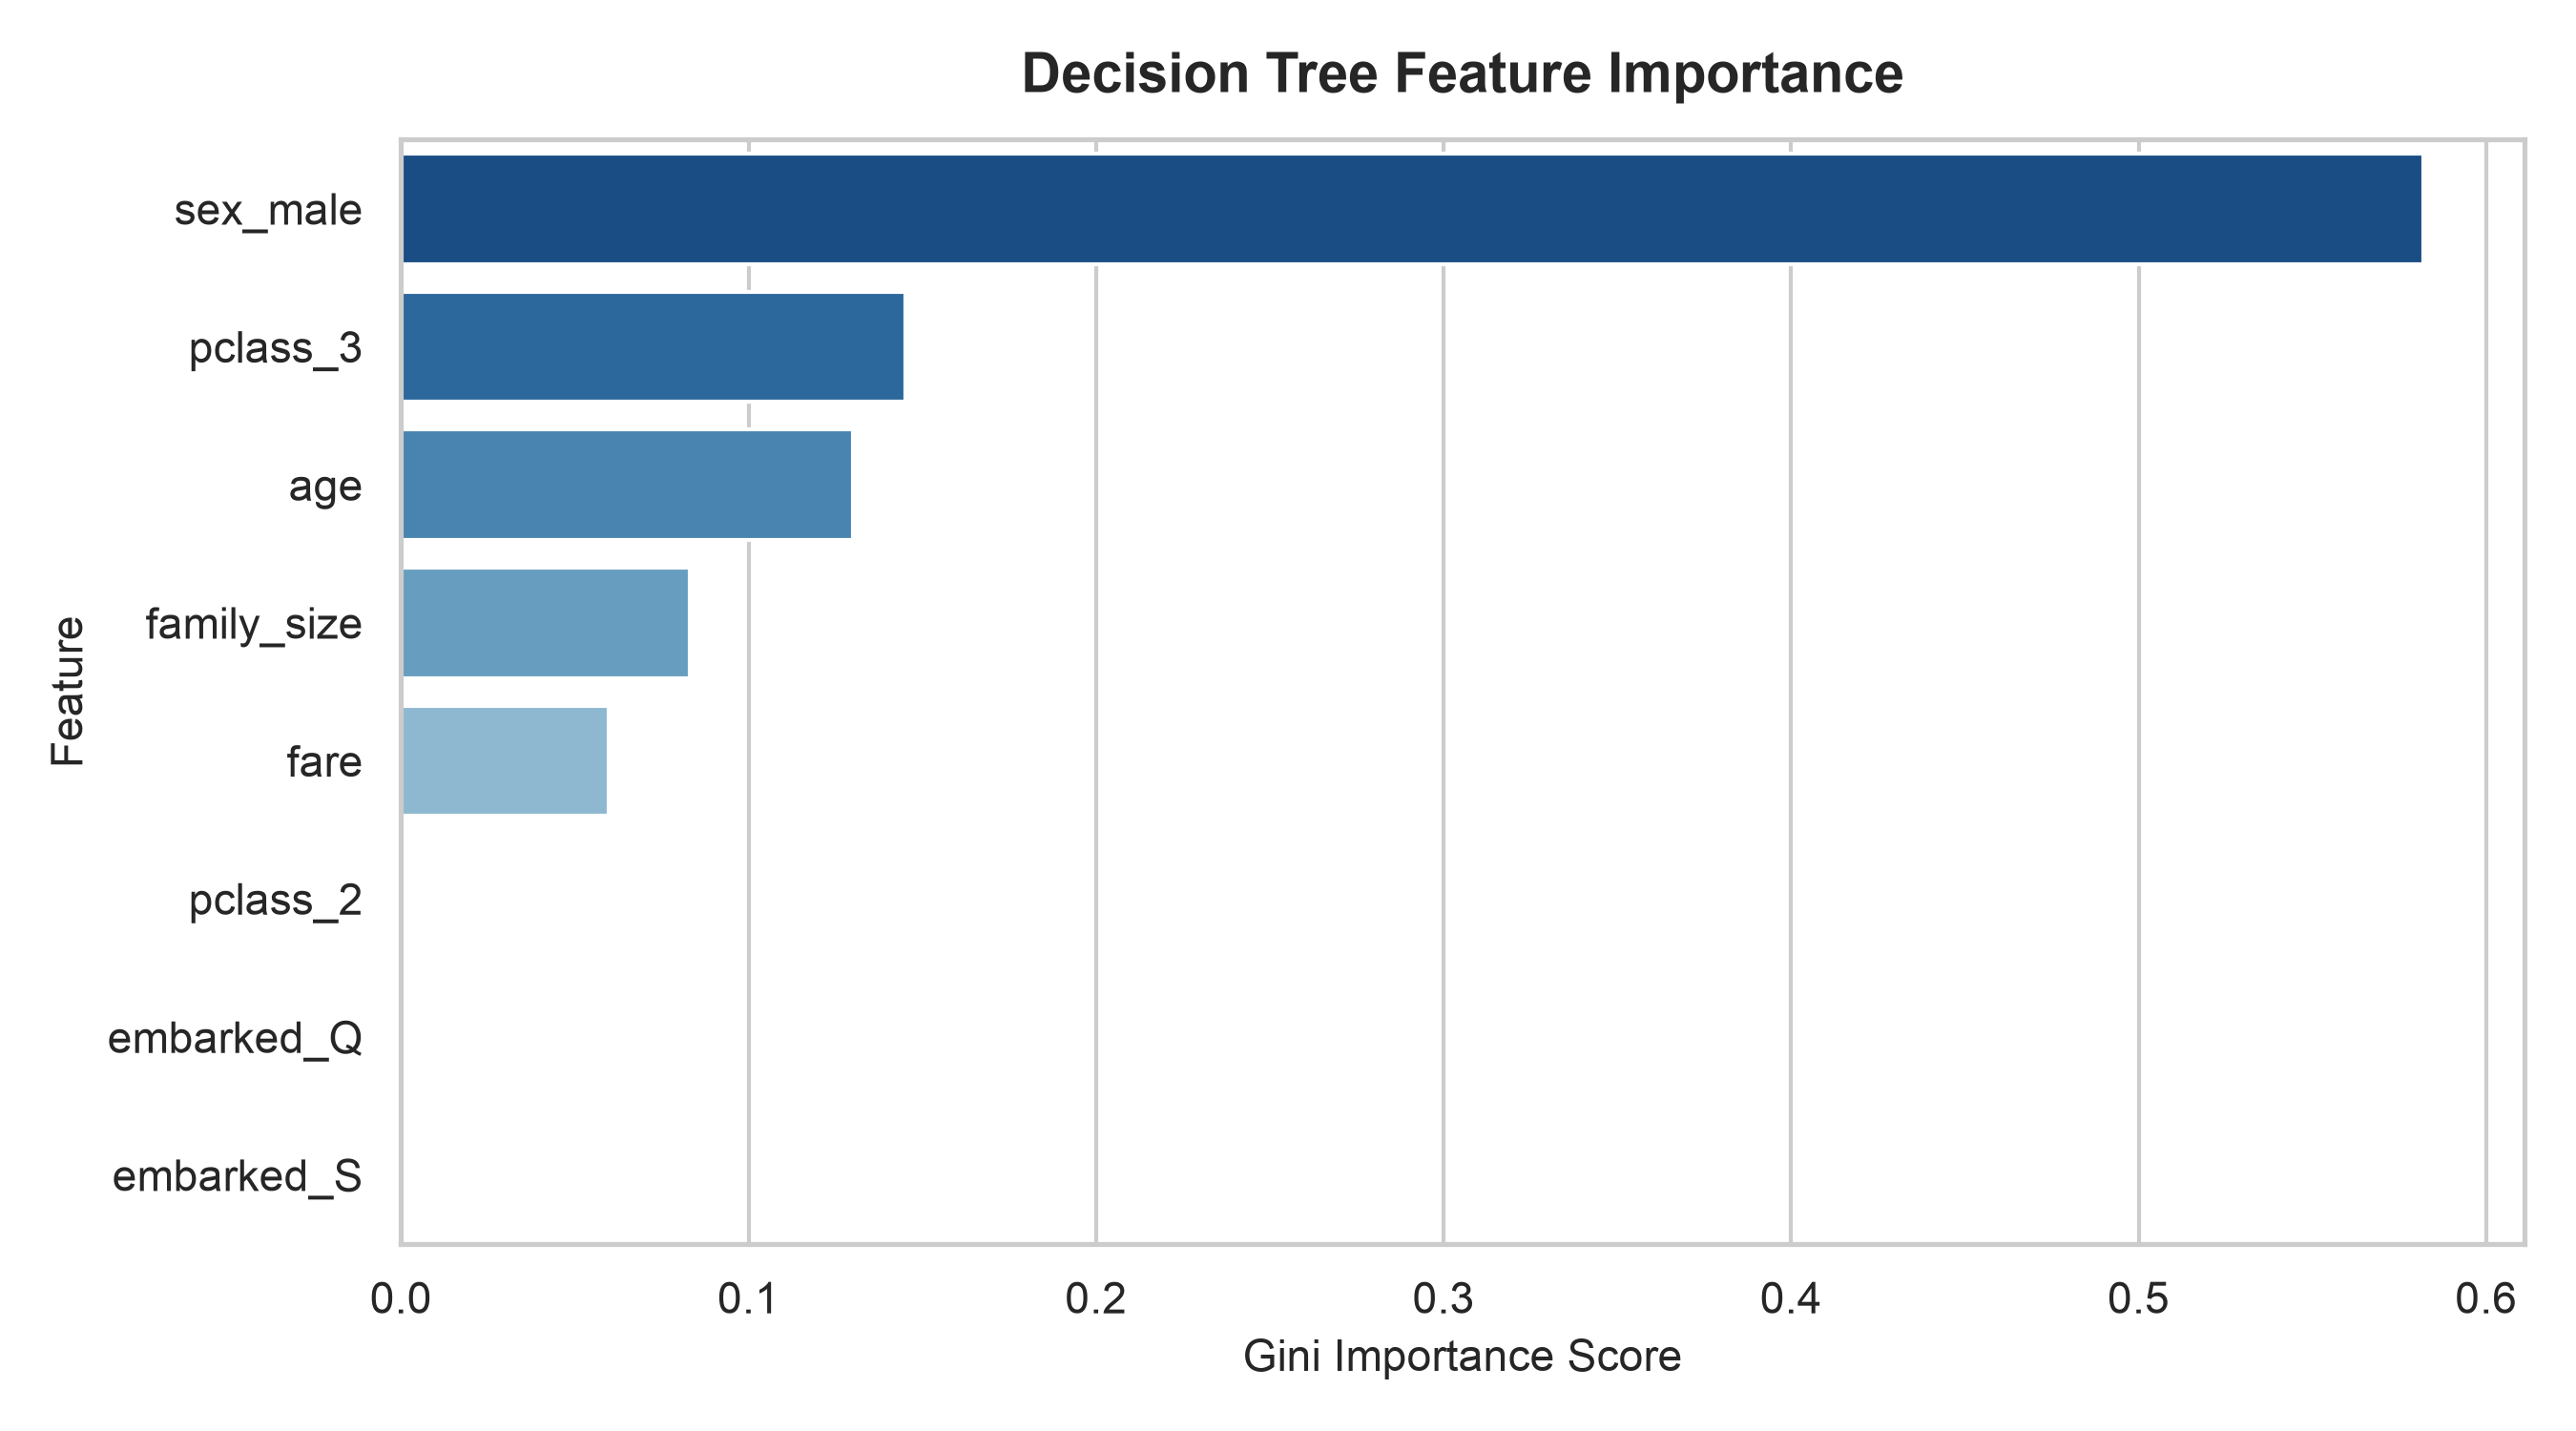 Decision Tree Feature Importance
Feature
sex_male
pclass_3
age
family_size
fare
pclass_2
embarked_Q
embarked_S
0.0 0.1 0.2 0.3 0.4 0.5 0.6
Gini Importance Score